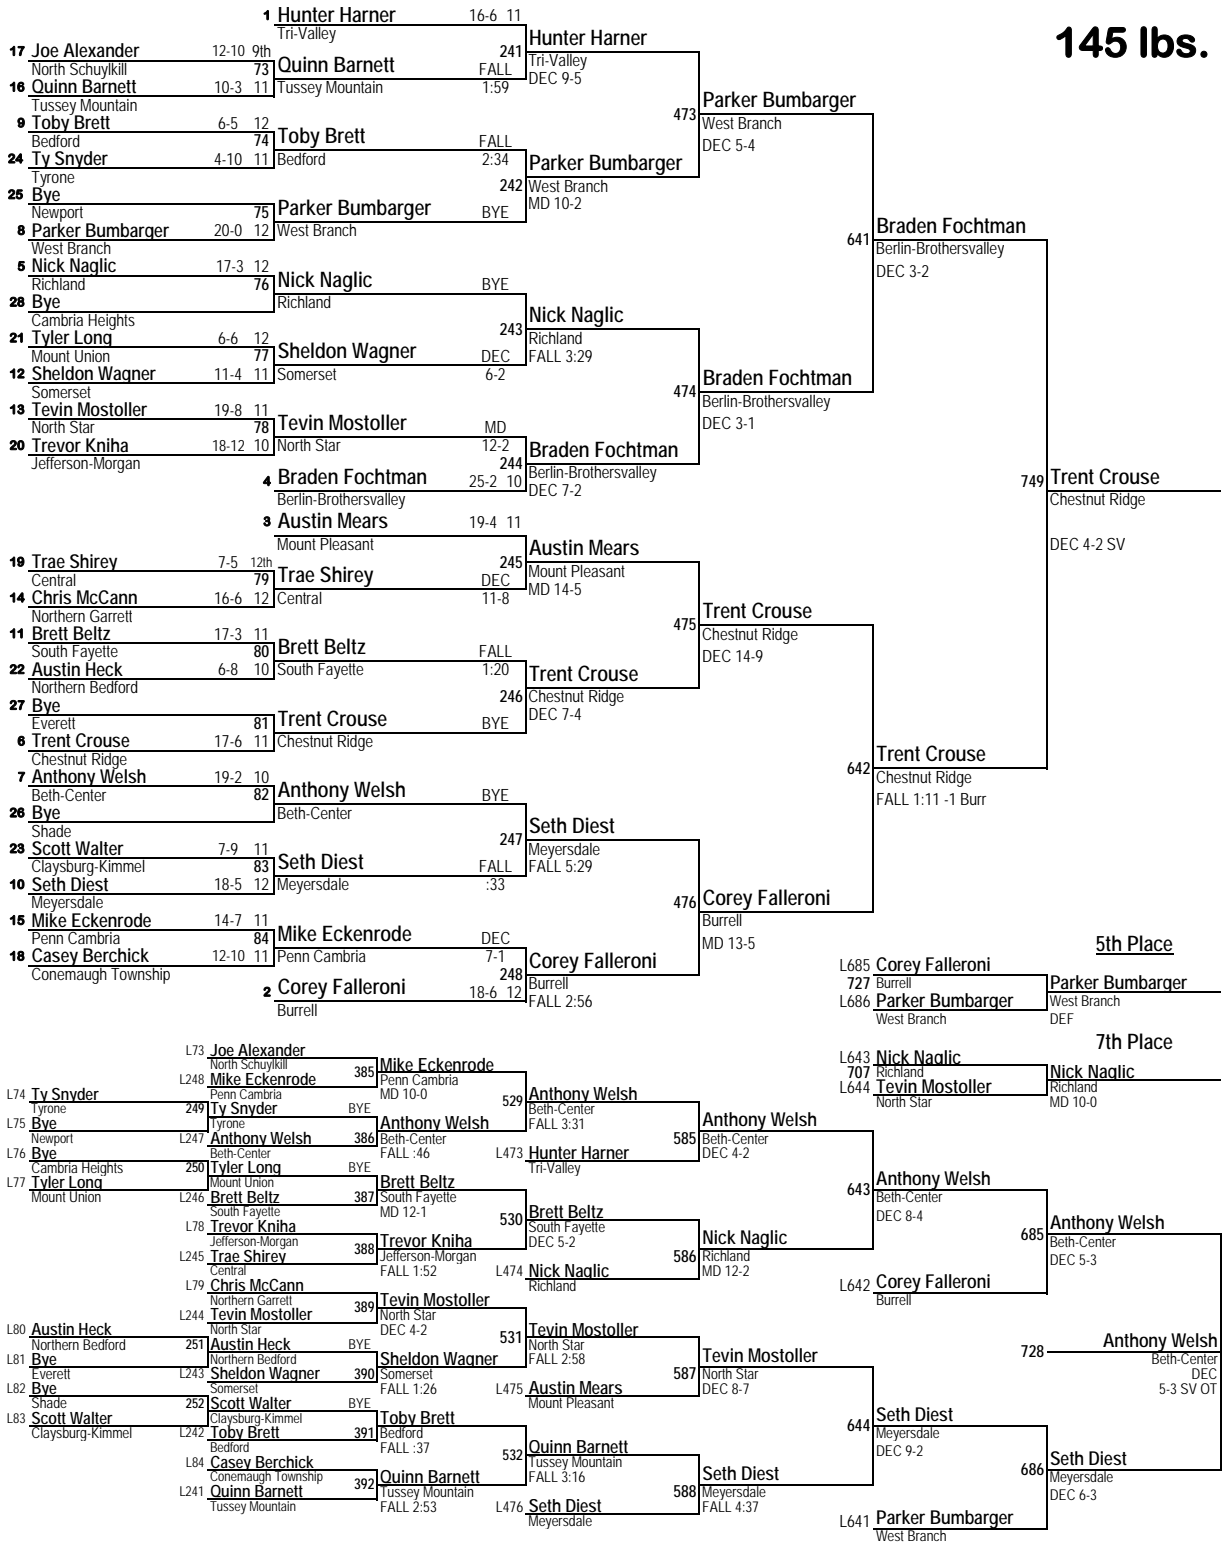 145 lbs.
1 Hunter Harner 16-6 11
Tri-Valley
17 Joe Alexander 12-10 9th
North Schuylkill
73
16 Quinn Barnett 10-3 11
Tussey Mountain
9 Toby Brett 6-5 12
Bedford
74
24 Ty Snyder 4-10 11
Tyrone
25 Bye
Newport
75
8 Parker Bumbarger 20-0 12
West Branch
5 Nick Naglic 17-3 12
Richland
76
28 Bye
Cambria Heights
21 Tyler Long 6-6 12
Mount Union
77
12 Sheldon Wagner 11-4 11
Somerset
13 Tevin Mostoller 19-8 11
North Star
78
20 Trevor Kniha 18-12 10
Jefferson-Morgan
4 Braden Fochtman 25-2 10
Berlin-Brothersvalley
3 Austin Mears 19-4 11
Mount Pleasant
19 Trae Shirey 7-5 12th
Central
79
14 Chris McCann 16-6 12
Northern Garrett
11 Brett Beltz 17-3 11
South Fayette
80
22 Austin Heck 6-8 10
Northern Bedford
27 Bye
Everett
81
6 Trent Crouse 17-6 11
Chestnut Ridge
7 Anthony Welsh 19-2 10
Beth-Center
82
26 Bye
Shade
23 Scott Walter 7-9 11
Claysburg-Kimmel
83
10 Seth Diest 18-5 12
Meyersdale
15 Mike Eckenrode 14-7 11
Penn Cambria
84
18 Casey Berchick 12-10 11
Conemaugh Township
2 Corey Falleroni 18-6 12
Burrell
Quinn Barnett FALL
Tussey Mountain 1:59
Toby Brett FALL
Bedford 2:34
Parker Bumbarger BYE
West Branch
Nick Naglic BYE
Richland
Sheldon Wagner DEC
Somerset 6-2
Tevin Mostoller MD
North Star 12-2
Trae Shirey DEC
Central 11-8
Brett Beltz FALL
South Fayette 1:20
Trent Crouse BYE
Chestnut Ridge
Anthony Welsh BYE
Beth-Center
Seth Diest FALL
Meyersdale :33
Mike Eckenrode DEC
Penn Cambria 7-1
241 Hunter Harner
Tri-Valley
DEC 9-5
242 Parker Bumbarger
West Branch
MD 10-2
243 Nick Naglic
Richland
FALL 3:29
244 Braden Fochtman
Berlin-Brothersvalley
DEC 7-2
245 Austin Mears
Mount Pleasant
MD 14-5
246 Trent Crouse
Chestnut Ridge
DEC 7-4
247 Seth Diest
Meyersdale
FALL 5:29
248 Corey Falleroni
Burrell
FALL 2:56
473 Parker Bumbarger
West Branch
DEC 5-4
474 Braden Fochtman
Berlin-Brothersvalley
DEC 3-1
475 Trent Crouse
Chestnut Ridge
DEC 14-9
476 Corey Falleroni
Burrell
MD 13-5
641 Braden Fochtman
Berlin-Brothersvalley
DEC 3-2
642 Trent Crouse
Chestnut Ridge
FALL 1:11 -1 Burr
749 Trent Crouse
Chestnut Ridge
DEC 4-2 SV
5th Place
L685 Corey Falleroni
727 Burrell
L686 Parker Bumbarger
West Branch
Parker Bumbarger
West Branch
DEF
7th Place
L643 Nick Naglic
707 Richland
L644 Tevin Mostoller
North Star
Nick Naglic
Richland
MD 10-0
L74 Ty Snyder
Tyrone
249
L75 Bye
Newport
L76 Bye
Cambria Heights
250
L77 Tyler Long
Mount Union
L80 Austin Heck
Northern Bedford
251
L81 Bye
Everett
L82 Bye
Shade
252
L83 Scott Walter
Claysburg-Kimmel
L73 Joe Alexander
North Schuylkill
385
L248 Mike Eckenrode
Penn Cambria
Ty Snyder BYE
Tyrone
L247 Anthony Welsh 386
Beth-Center
Tyler Long BYE
Mount Union
L246 Brett Beltz 387
South Fayette
L78 Trevor Kniha
Jefferson-Morgan
388
L245 Trae Shirey
Central
L79 Chris McCann
Northern Garrett
389
L244 Tevin Mostoller
North Star
Austin Heck BYE
Northern Bedford
L243 Sheldon Wagner 390
Somerset
Scott Walter BYE
Claysburg-Kimmel
L242 Toby Brett 391
Bedford
L84 Casey Berchick
Conemaugh Township
392
L241 Quinn Barnett
Tussey Mountain
Mike Eckenrode
Penn Cambria
MD 10-0
Anthony Welsh
Beth-Center
FALL :46
Brett Beltz
South Fayette
MD 12-1
Trevor Kniha
Jefferson-Morgan
FALL 1:52
Tevin Mostoller
North Star
DEC 4-2
Sheldon Wagner
Somerset
FALL 1:26
Toby Brett
Bedford
FALL :37
Quinn Barnett
Tussey Mountain
FALL 2:53
529 Anthony Welsh
Beth-Center
FALL 3:31
L473 Hunter Harner
Tri-Valley
530 Brett Beltz
South Fayette
DEC 5-2
L474 Nick Naglic
Richland
531 Tevin Mostoller
North Star
FALL 2:58
L475 Austin Mears
Mount Pleasant
532 Quinn Barnett
Tussey Mountain
FALL 3:16
L476 Seth Diest
Meyersdale
585 Anthony Welsh
Beth-Center
DEC 4-2
586 Nick Naglic
Richland
MD 12-2
587 Tevin Mostoller
North Star
DEC 8-7
588 Seth Diest
Meyersdale
FALL 4:37
643 Anthony Welsh
Beth-Center
DEC 8-4
L642 Corey Falleroni
Burrell
644 Seth Diest
Meyersdale
DEC 9-2
L641 Parker Bumbarger
West Branch
685 Anthony Welsh
Beth-Center
DEC 5-3
686 Seth Diest
Meyersdale
DEC 6-3
728 Anthony Welsh
Beth-Center
DEC
5-3 SV OT